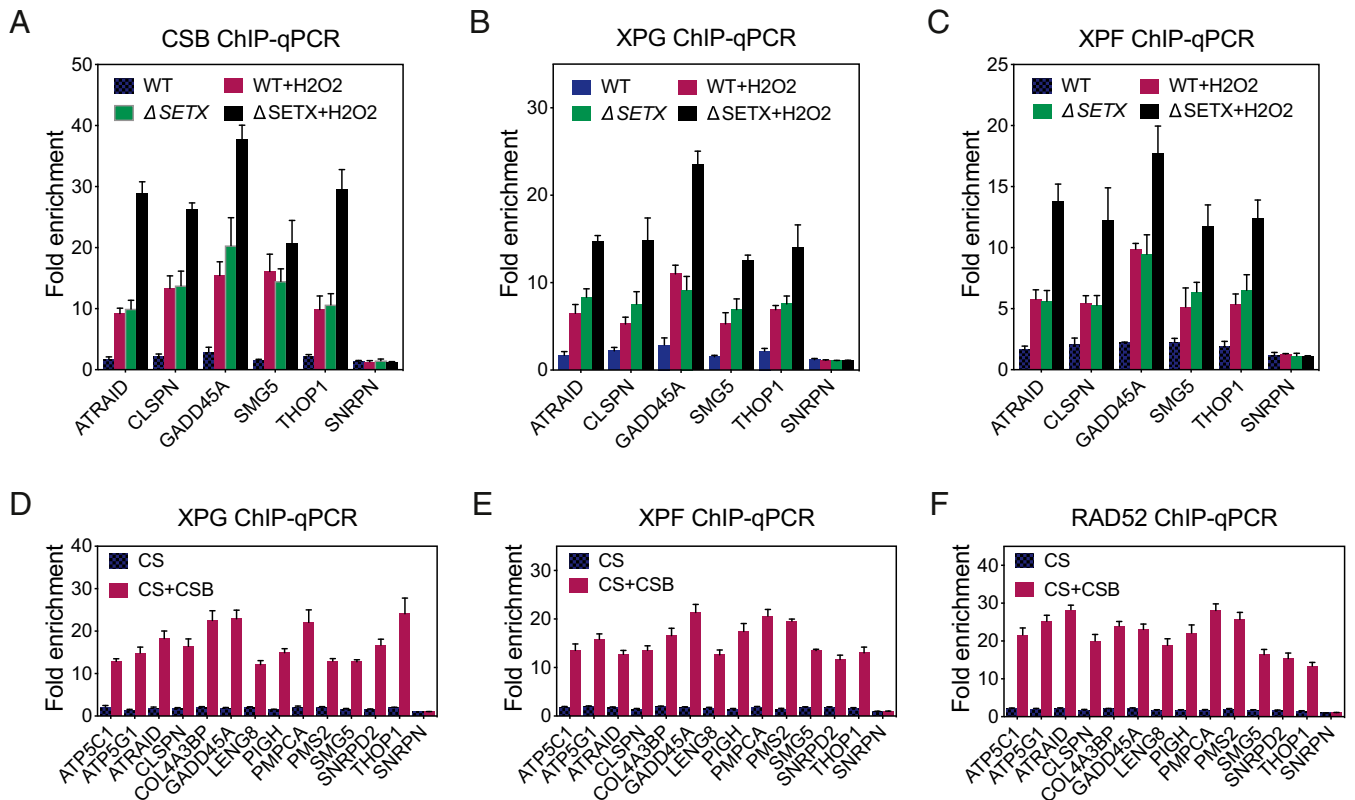 A
CSB ChIP-qPCR
Fold enrichment
50
40
30
20
10
0
WT
WT+H2O2
ΔSETX
ΔSETX+H2O2
ATRAID
CLSPN
GADD45A
SMG5
THOP1
SNRPN
B
XPG ChIP-qPCR
Fold enrichment
30
20
10
0
WT
WT+H2O2
ΔSETX
ΔSETX+H2O2
ATRAID
CLSPN
GADD45A
SMG5
THOP1
SNRPN
C
XPF ChIP-qPCR
Fold enrichment
25
20
15
10
5
0
WT
WT+H2O2
ΔSETX
ΔSETX+H2O2
ATRAID
CLSPN
GADD45A
SMG5
THOP1
SNRPN
D
XPG ChIP-qPCR
Fold enrichment
40
30
20
10
0
CS
CS+CSB
ATP5C1
ATP5G1
ATRAID
CLSPN
COL4A3BP
GADD45A
LENG8
PIGH
PMPCA
PMS2
SMG5
SNRPD2
THOP1
SNRPN
E
XPF ChIP-qPCR
Fold enrichment
30
20
10
0
CS
CS+CSB
ATP5C1
ATP5G1
ATRAID
CLSPN
COL4A3BP
GADD45A
LENG8
PIGH
PMPCA
PMS2
SMG5
SNRPD2
THOP1
SNRPN
F
RAD52 ChIP-qPCR
Fold enrichment
40
30
20
10
0
CS
CS+CSB
ATP5C1
ATP5G1
ATRAID
CLSPN
COL4A3BP
GADD45A
LENG8
PIGH
PMPCA
PMS2
SMG5
SNRPD2
THOP1
SNRPN